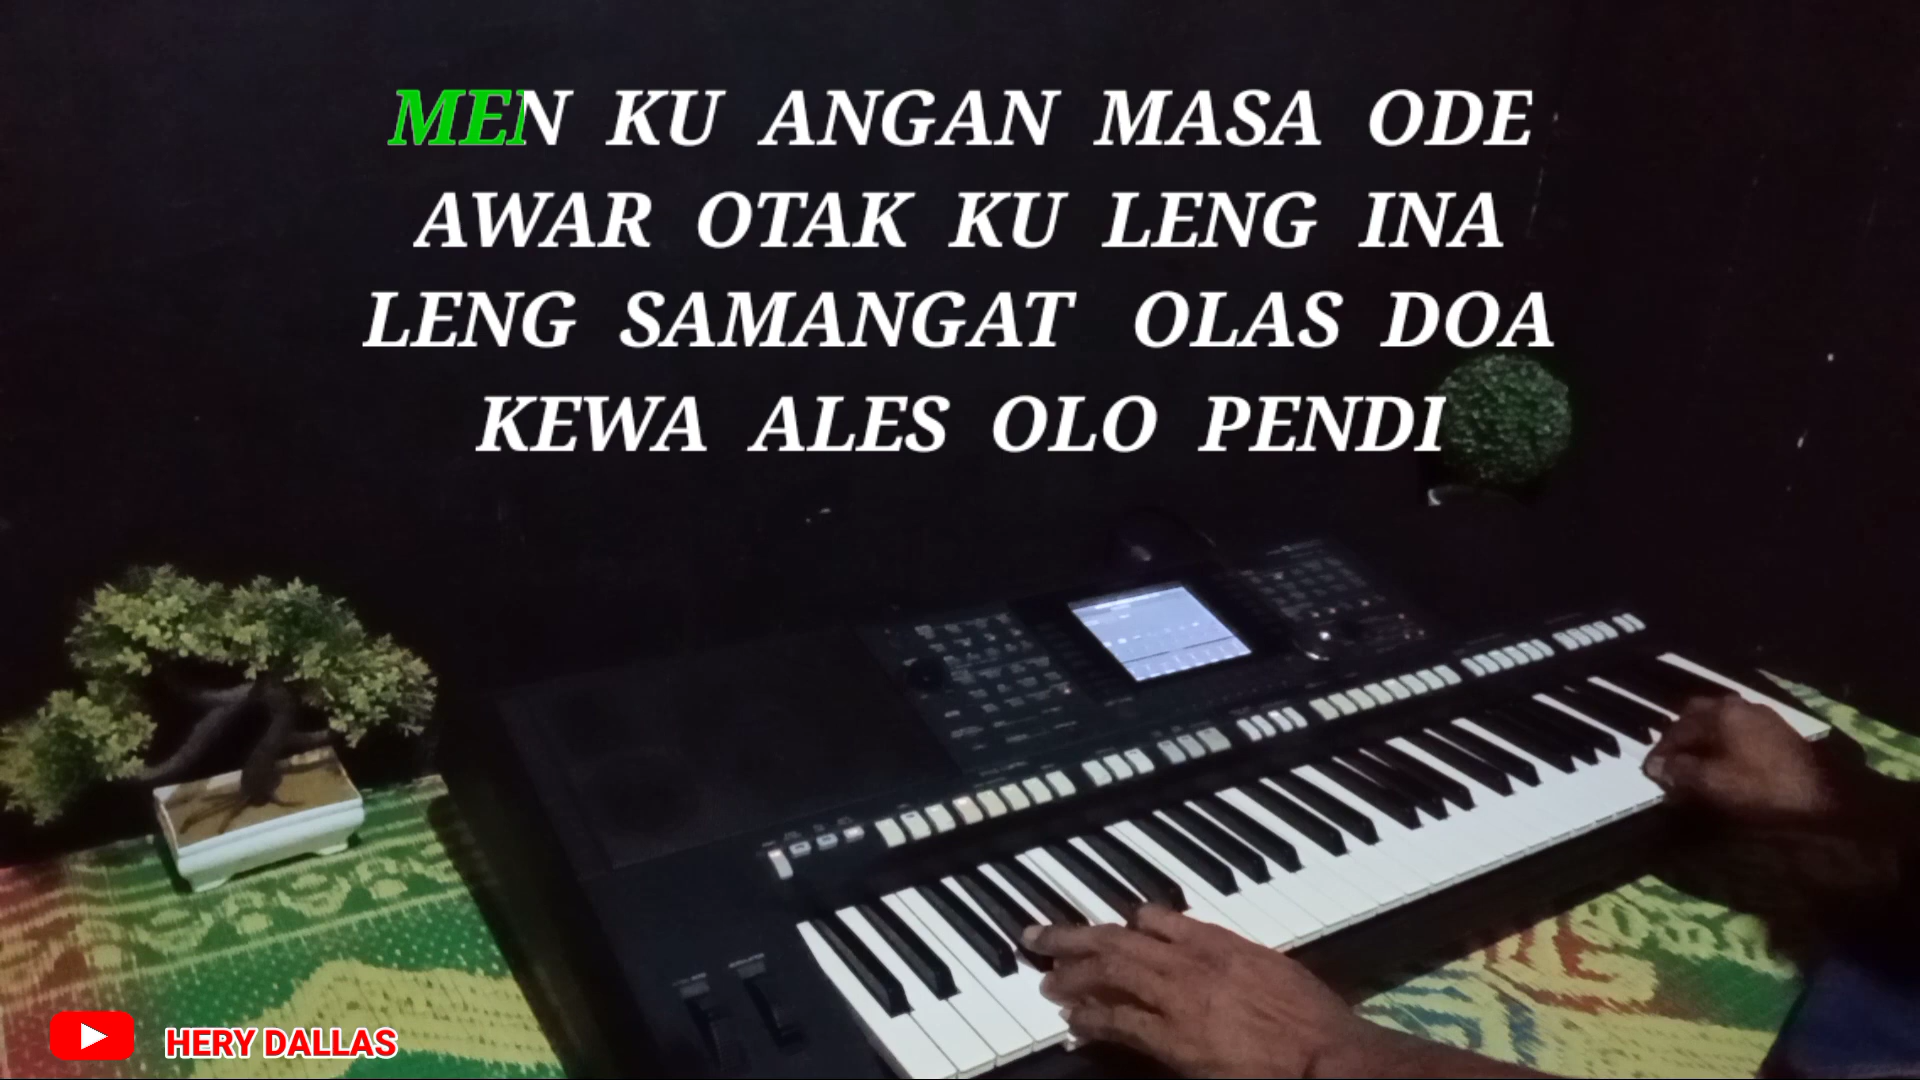 MEN KU ANGAN MASA ODE
AWAR OTAK KU LENG INA
LENG SAMANGAT OLAS DOA
KEWA ALES OLO PENDI
HERY DALLAS